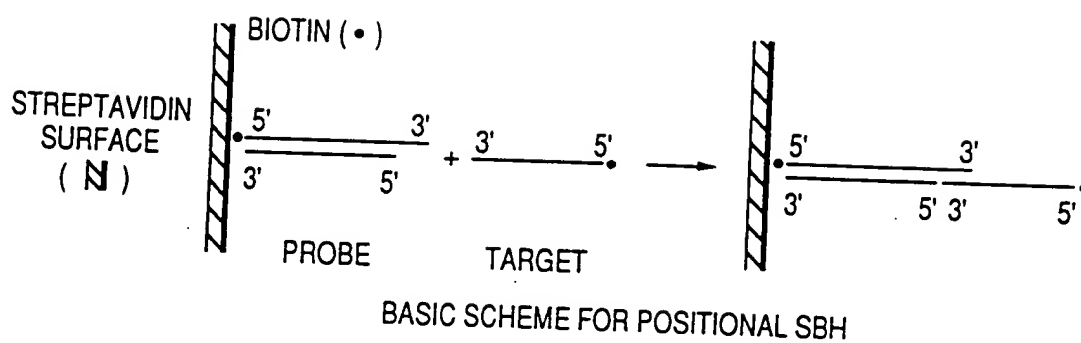 BIOTIN (•)
STREPTAVIDIN
SURFACE
( )
5' 3'
3' 5'
+ 3' 5'
5' 3'
3' 5' 3' 5'
PROBE TARGET
BASIC SCHEME FOR POSITIONAL SBH